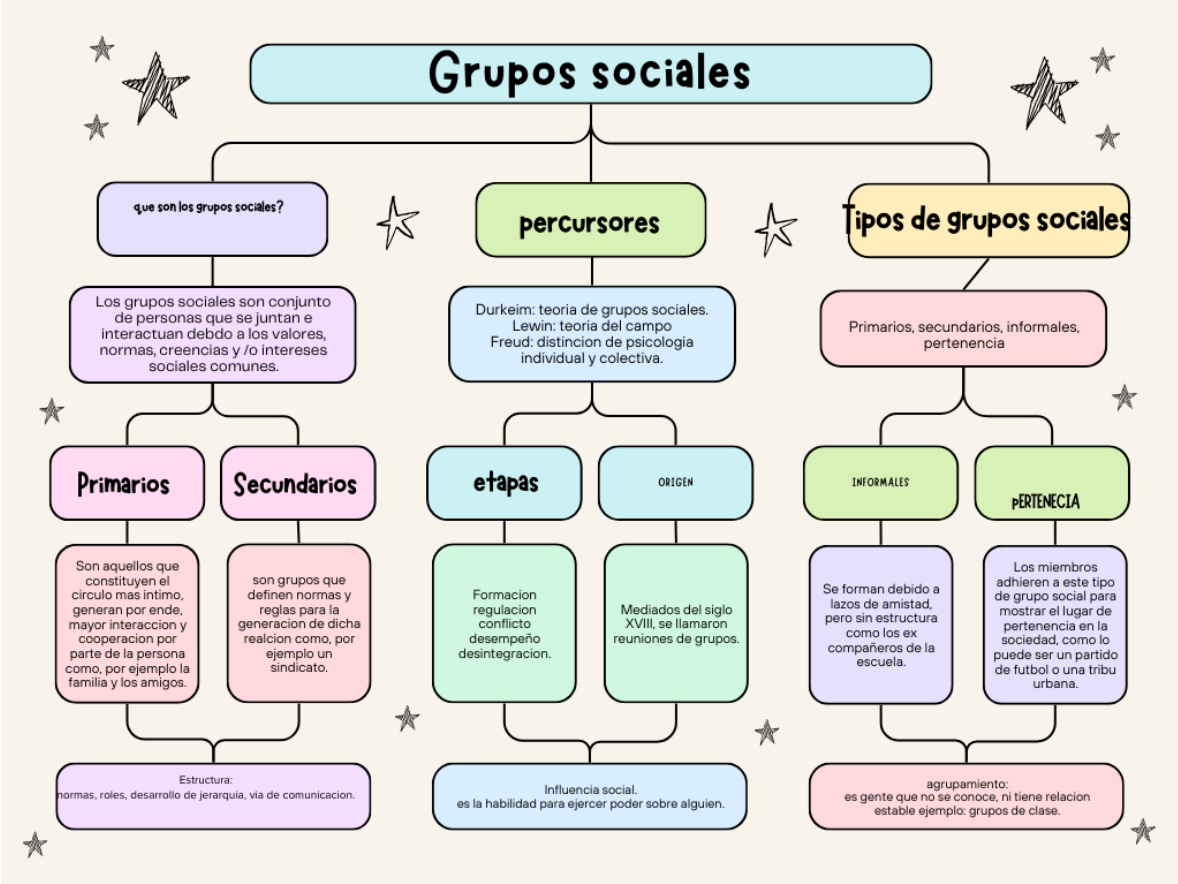 Grupos sociales
que son los grupos sociales?
percursores
Tipos de grupos sociales
Los grupos sociales son conjunto
de personas que se juntan e
interactuan debdo a los valores,
normas, creencias y /o intereses
sociales comunes.
Durkeim: teoria de grupos sociales.
Lewin: teoria del campo
Freud: distincion de psicologia
individual y colectiva.
Primarios, secundarios, informales,
pertenencia
Primarios
Secundarios
etapas
ORIGEN
INFORMALES
pERTENECIA
Son aquellos que
constituyen el
circulo mas intimo,
generan por ende,
mayor interaccion y
cooperacion por
parte de la persona
como, por ejemplo la
familia y los amigos.
son grupos que
definen normas y
reglas para la
generacion de dicha
realcion como, por
ejemplo un
sindicato.
Formacion
regulacion
conflicto
desempeño
desintegracion.
Mediados del siglo
XVIII, se llamaron
reuniones de grupos.
Se forman debido a
lazos de amistad,
pero sin estructura
como los ex
compañeros de la
escuela.
Los miembros
adhieren a este tipo
de grupo social para
mostrar el lugar de
pertenencia en la
sociedad, como lo
puede ser un partido
de futbol o una tribu
urbana.
Estructura:
normas, roles, desarrollo de jerarquia, via de comunicacion.
Influencia social.
es la habilidad para ejercer poder sobre alguien.
agrupamiento:
es gente que no se conoce, ni tiene relacion
estable ejemplo: grupos de clase.